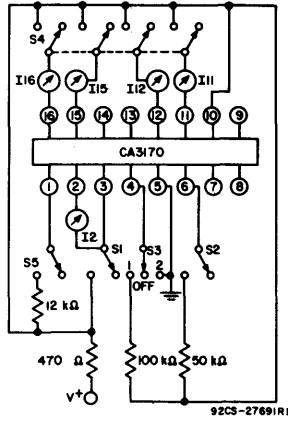 S4
I16
I15
I12
I11
16 15 14 13 12 11 10 9
CA3170
1 2 3 4 5 6 7 8
I2
S1
S3
S2
S5
1 2
OFF
12 kΩ
470 Ω
100 kΩ
50 kΩ
V+
92CS-27691R1